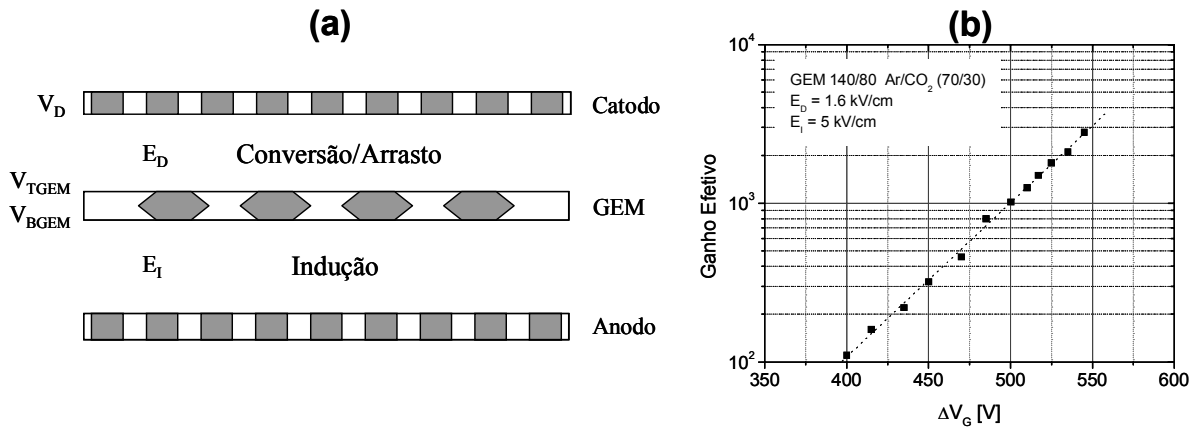 (a)
V_D
Catodo
E_D
Conversão/Arrasto
V_TGEM
V_BGEM
GEM
E_I
Indução
Anodo
(b)
Ganho Efetivo
10^4
10^3
10^2
GEM 140/80 Ar/CO_2 (70/30)
E_D = 1.6 kV/cm
E_I = 5 kV/cm
350 400 450 500 550 600
ΔV_G [V]